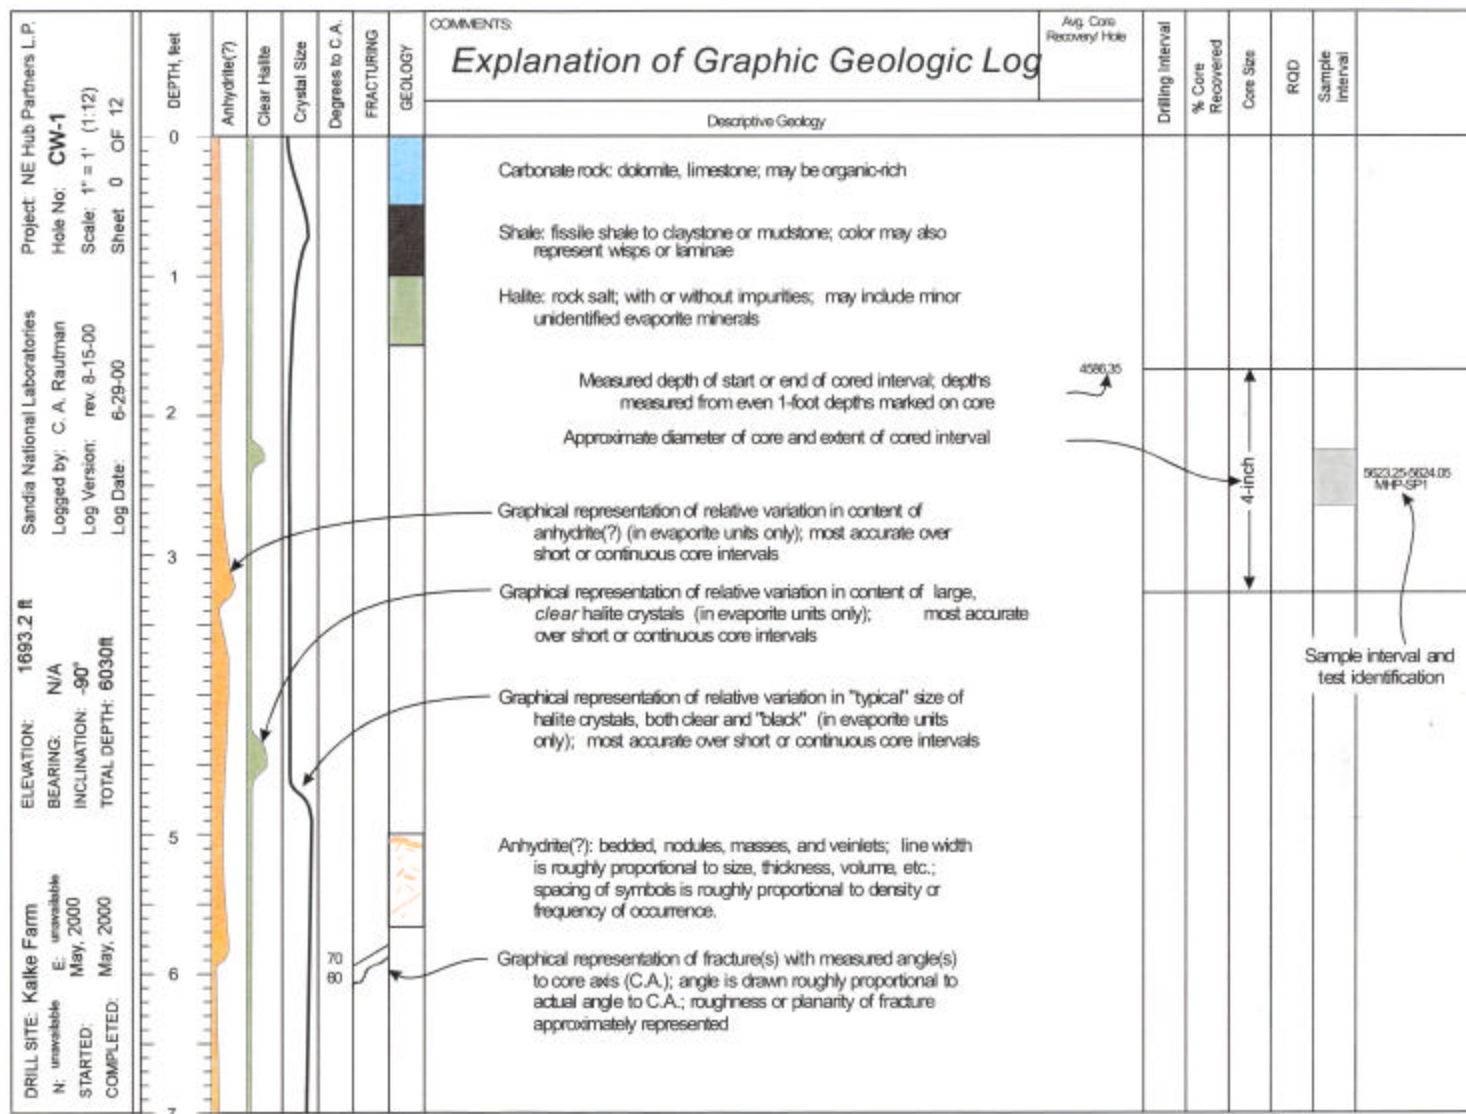 Project: NE Hub Partners L.P.
Hole No: CW-1
Scale: 1" = 1' (1:12)
Sheet 0 OF 12
Sandia National Laboratories
Logged by: C. A. Rautman
Log Version: rev. 8-15-00
Log Date: 6-29-00
ELEVATION: 1693.2 ft
BEARING: N/A
INCLINATION: -90°
TOTAL DEPTH: 6030ft
DRILL SITE: Kalke Farm
N: unavailable E: unavailable
STARTED: May, 2000
COMPLETED: May, 2000
DEPTH, feet
Anhydrite(?)
Clear Halite
Crystal Size
Degrees to C.A.
FRACTURING
GEOLOGY
COMMENTS:
Explanation of Graphic Geologic Log
Avg. Core
Recovery/ Hole
Descriptive Geology
Drilling Interval
% Core
Recovered
Core Size
RQD
Sample
Interval
0
1
2
3
5
6
7
Carbonate rock: dolomite, limestone; may be organic-rich
Shale: fissile shale to claystone or mudstone; color may also
represent wisps or laminae
Halite: rock salt; with or without impurities; may include minor
unidentified evaporite minerals
Measured depth of start or end of cored interval; depths
measured from even 1-foot depths marked on core
4586.35
Approximate diameter of core and extent of cored interval
4-inch
5623.25-5624.05
MHP-SP1
Graphical representation of relative variation in content of
anhydrite(?) (in evaporite units only); most accurate over
short or continuous core intervals
Graphical representation of relative variation in content of large,
clear halite crystals (in evaporite units only); most accurate
over short or continuous core intervals
Sample interval and
test identification
Graphical representation of relative variation in "typical" size of
halite crystals, both clear and "black" (in evaporite units
only); most accurate over short or continuous core intervals
Anhydrite(?): bedded, nodules, masses, and veinlets; line width
is roughly proportional to size, thickness, volume, etc.;
spacing of symbols is roughly proportional to density or
frequency of occurrence.
70
60
Graphical representation of fracture(s) with measured angle(s)
to core axis (C.A.); angle is drawn roughly proportional to
actual angle to C.A.; roughness or planarity of fracture
approximately represented